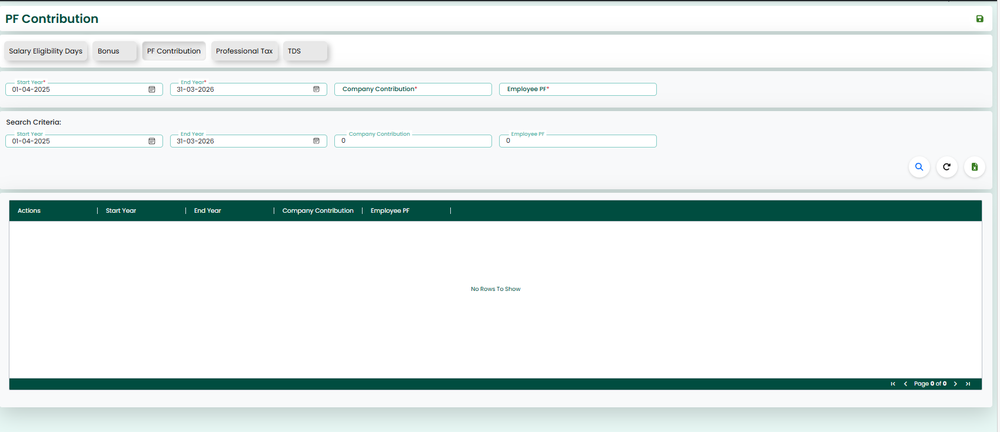 PF Contribution
Salary Eligibility Days Bonus PF Contribution Professional Tax TDS
Start Year* End Year*
01-04-2025 31-03-2026 Company Contribution* Employee PF*
Search Criteria:
Start Year End Year Company Contribution Employee PF
01-04-2025 31-03-2026 0 0
Actions Start Year End Year Company Contribution Employee PF
No Rows To Show
Page 0 of 0